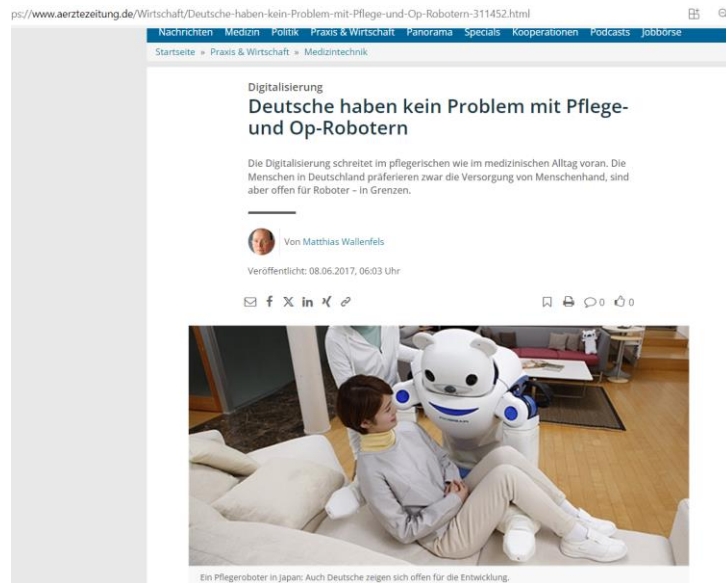 ps://www.aerztezeitung.de/Wirtschaft/Deutsche-haben-kein-Problem-mit-Pflege-und-Op-Robotern-311452.html
Nachrichten Medizin Politik Praxis & Wirtschaft Panorama Specials Kooperationen Podcasts Jobbörse
Startseite » Praxis & Wirtschaft » Medizintechnik
Digitalisierung
Deutsche haben kein Problem mit Pflege-
und Op-Robotern
Die Digitalisierung schreitet im pflegerischen wie im medizinischen Alltag voran. Die
Menschen in Deutschland präferieren zwar die Versorgung von Menschenhand, sind
aber offen für Roboter – in Grenzen.
Von Matthias Wallenfels
Veröffentlicht: 08.06.2017, 06:03 Uhr
0 0
Ein Pflegeroboter in Japan: Auch Deutsche zeigen sich offen für die Entwicklung.